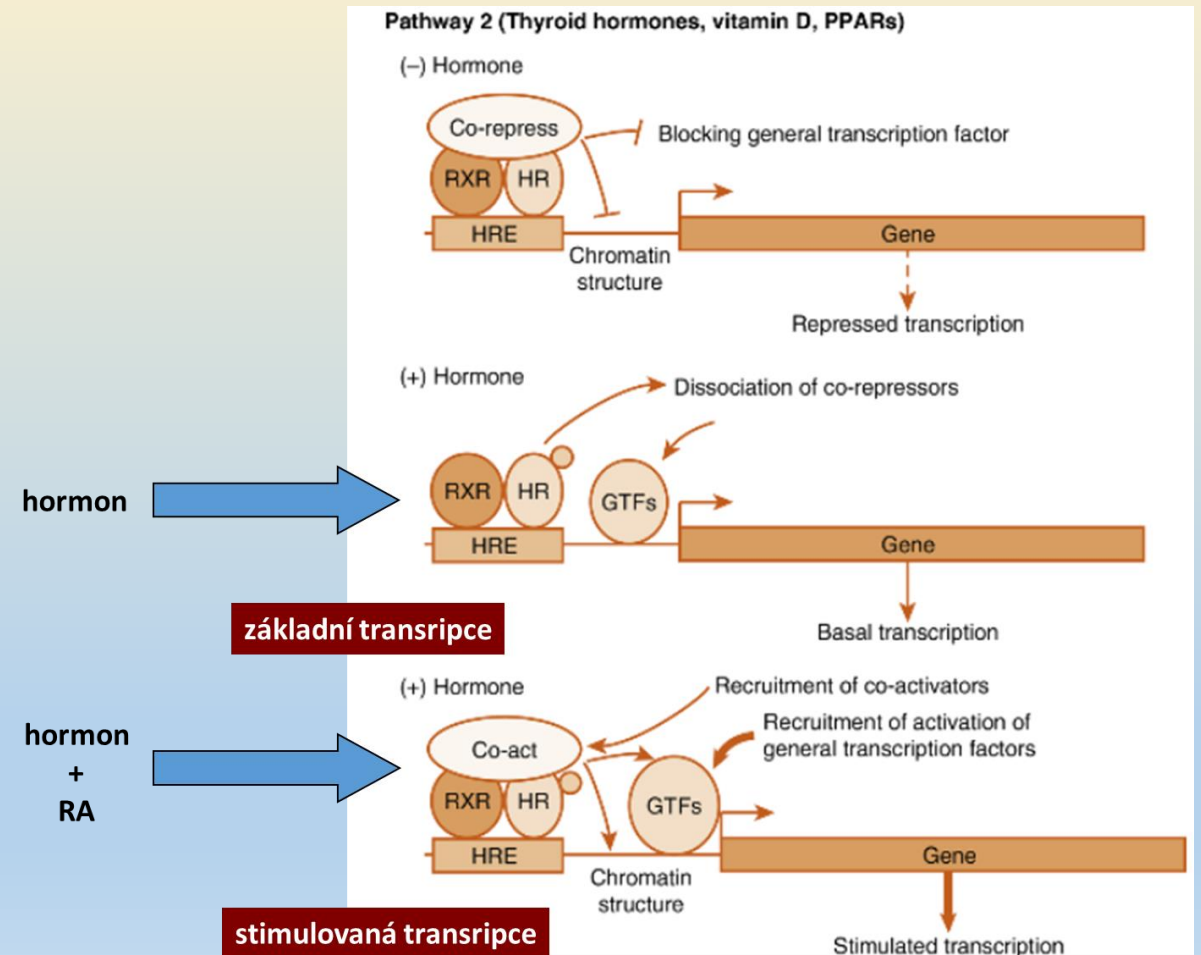 Pathway 2 (Thyroid hormones, vitamin D, PPARs)
(–) Hormone
Co-repress
Blocking general transcription factor
RXR
HR
HRE
Gene
Chromatin
structure
Repressed transcription
(+) Hormone
Dissociation of co-repressors
hormon
RXR
HR
GTFs
HRE
Gene
základní transripce
Basal transcription
(+) Hormone
Recruitment of co-activators
Recruitment of activation of
general transcription factors
hormon
+
RA
Co-act
RXR
HR
GTFs
HRE
Gene
Chromatin
structure
stimulovaná transripce
Stimulated transcription